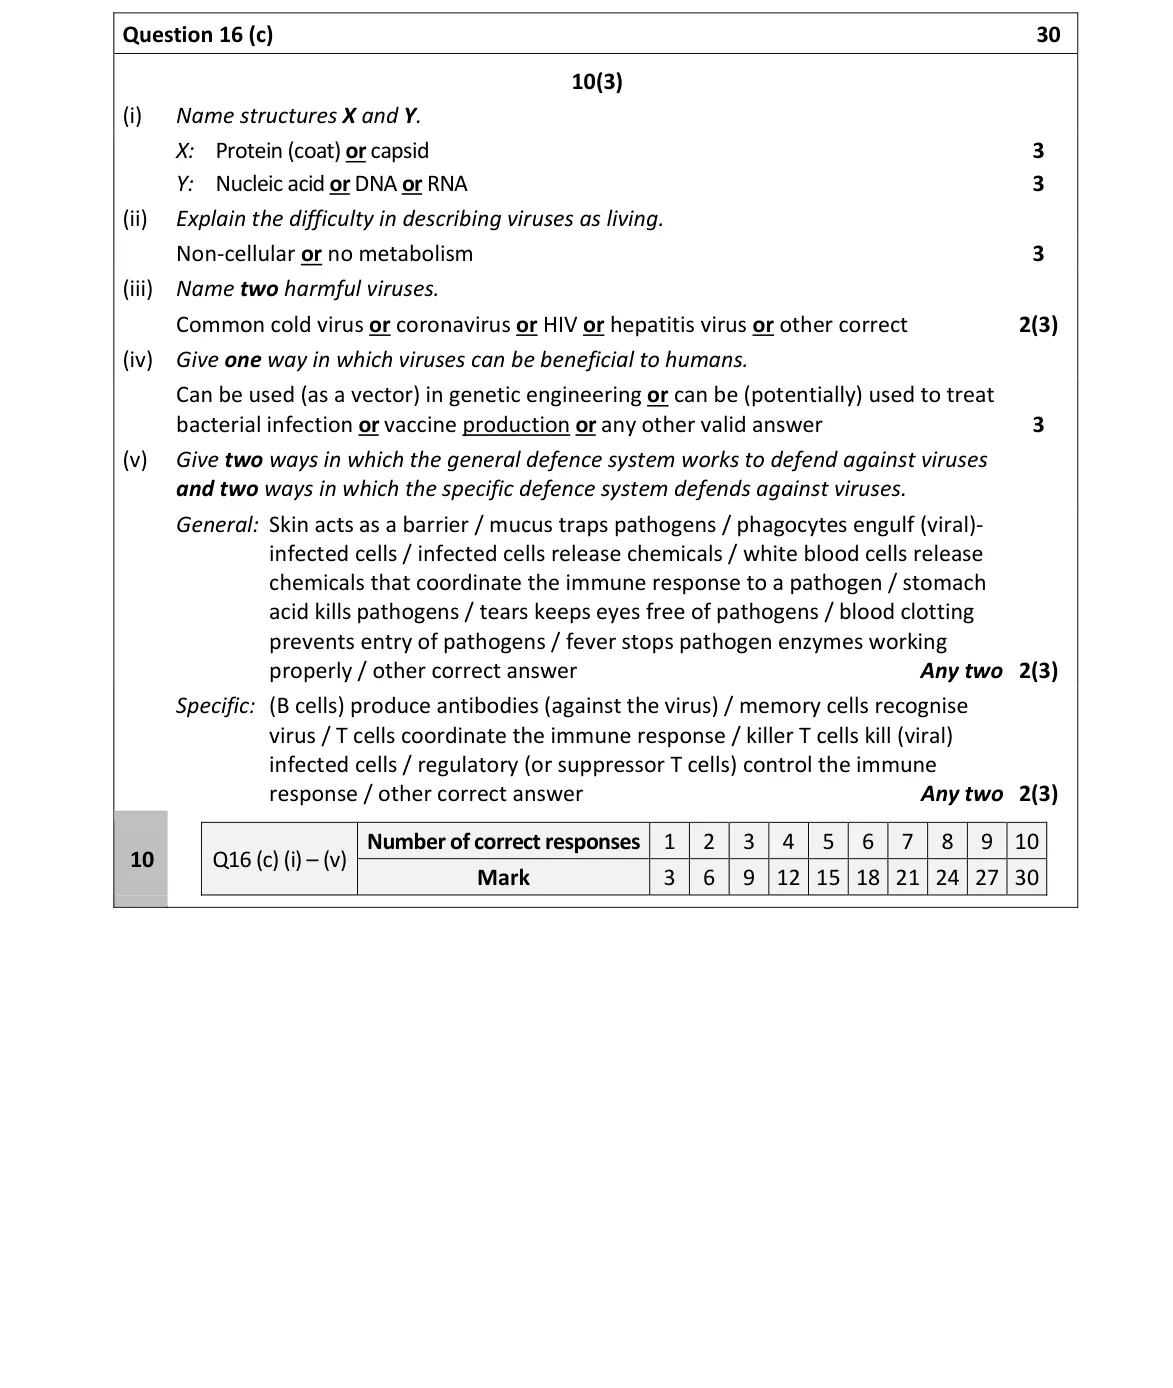 Question 16 (c) 30
10(3)
(i) Name structures X and Y.
X: Protein (coat) or capsid 3
Y: Nucleic acid or DNA or RNA 3
(ii) Explain the difficulty in describing viruses as living.
Non-cellular or no metabolism 3
(iii) Name two harmful viruses.
Common cold virus or coronavirus or HIV or hepatitis virus or other correct 2(3)
(iv) Give one way in which viruses can be beneficial to humans.
Can be used (as a vector) in genetic engineering or can be (potentially) used to treat
bacterial infection or vaccine production or any other valid answer 3
(v) Give two ways in which the general defence system works to defend against viruses
and two ways in which the specific defence system defends against viruses.
General: Skin acts as a barrier / mucus traps pathogens / phagocytes engulf (viral)-
infected cells / infected cells release chemicals / white blood cells release
chemicals that coordinate the immune response to a pathogen / stomach
acid kills pathogens / tears keeps eyes free of pathogens / blood clotting
prevents entry of pathogens / fever stops pathogen enzymes working
properly / other correct answer Any two 2(3)
Specific: (B cells) produce antibodies (against the virus) / memory cells recognise
virus / T cells coordinate the immune response / killer T cells kill (viral)
infected cells / regulatory (or suppressor T cells) control the immune
response / other correct answer Any two 2(3)
10 Q16 (c) (i) – (v)
Number of correct responses 1 2 3 4 5 6 7 8 9 10
Mark 3 6 9 12 15 18 21 24 27 30